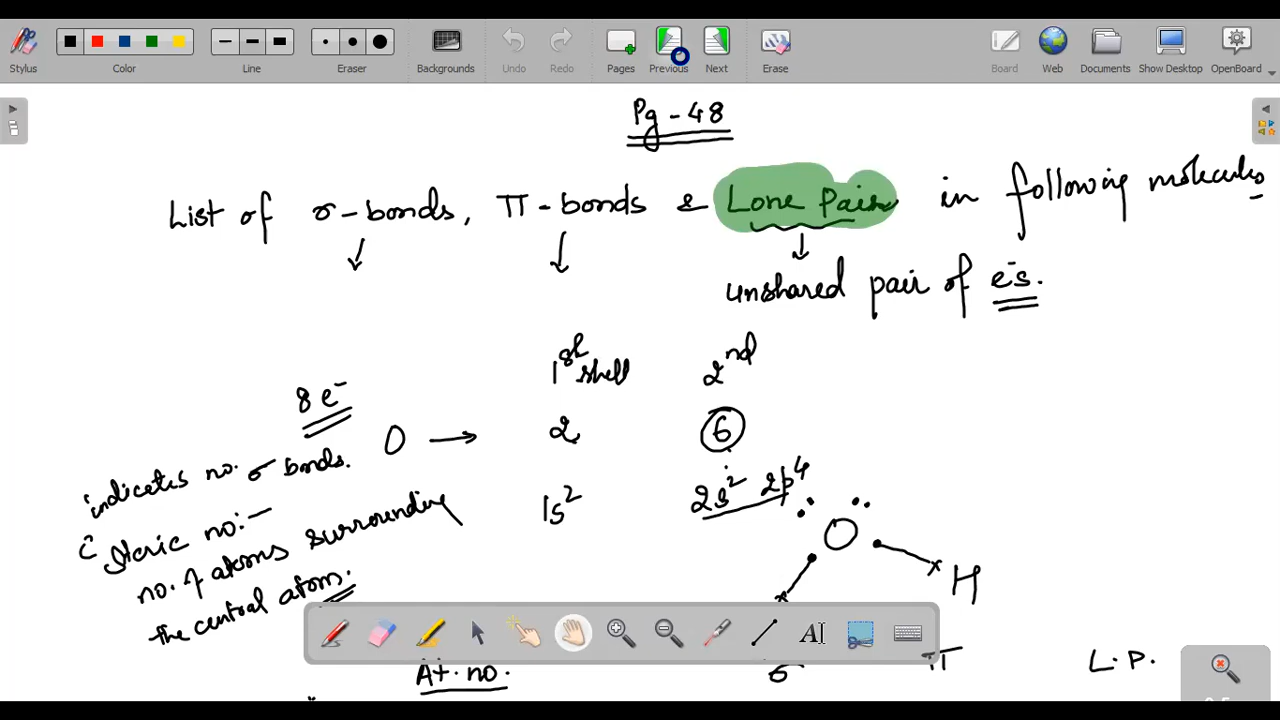 Stylus
Color
Line
Eraser
Backgrounds
Undo
Redo
Pages
Previous
Next
Erase
Board
Web
Documents
Show Desktop
OpenBoard
Pg - 48
List of σ-bonds, π-bonds & Lone Pairs in following molecules
unshared pair of e⁻s.
1st shell 2nd
8 e⁻
O → 2 6
indicates no. σ bonds.
1s² 2s² 2p⁴
Steric no:-
no. of atoms surrounding
the central atom.
O
H
At. no.
σ π L.P.